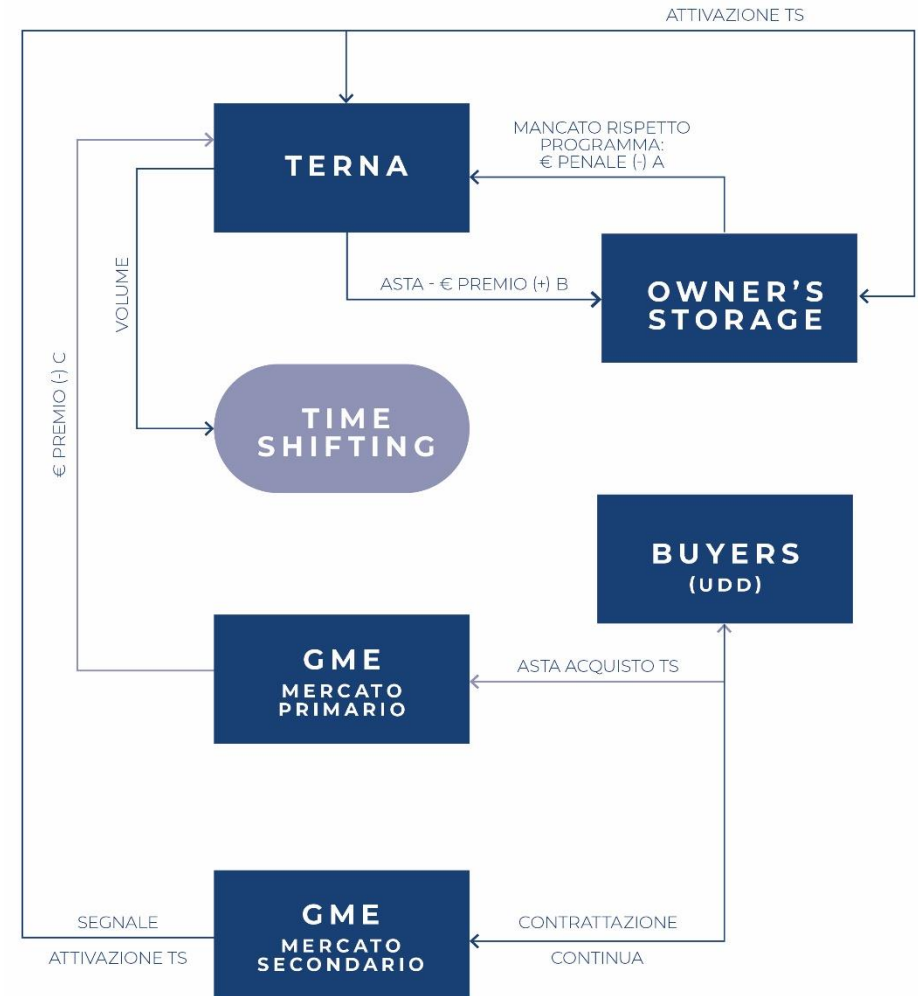 ATTIVAZIONE TS
TERNA
MANCATO RISPETTO
PROGRAMMA:
€ PENALE (-) A
VOLUME
ASTA - € PREMIO (+) B
OWNER'S
STORAGE
€ PREMIO (-) C
TIME
SHIFTING
BUYERS
(UDD)
GME
MERCATO
PRIMARIO
ASTA ACQUISTO TS
GME
MERCATO
SECONDARIO
SEGNALE
ATTIVAZIONE TS
CONTRATTAZIONE
CONTINUA